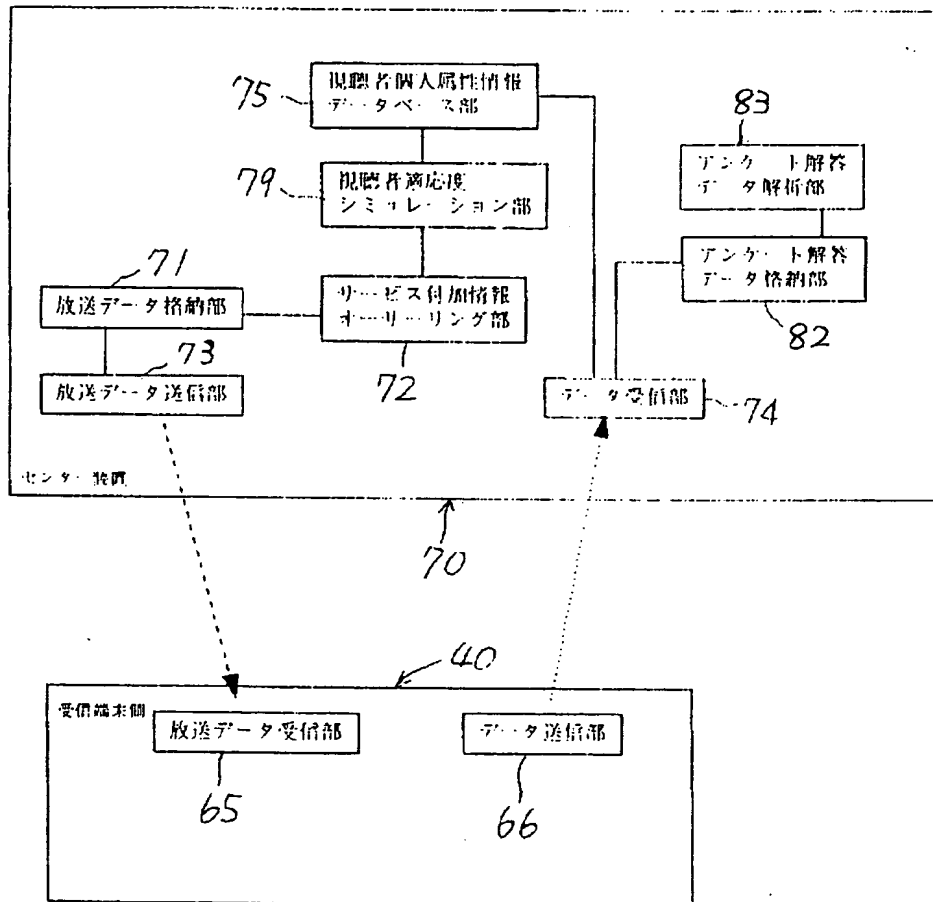 75
視聴者個人属性情報
データベース部
83
アンケート解答
データ解析部
79
視聴者適応度
シミュレーション部
アンケート解答
データ格納部
82
71
放送データ格納部
サービス付加情報
オーサーリング部
72
73
放送データ送信部
データ受信部
74
センター装置
70
40
受信端末側
放送データ受信部
データ送信部
65
66